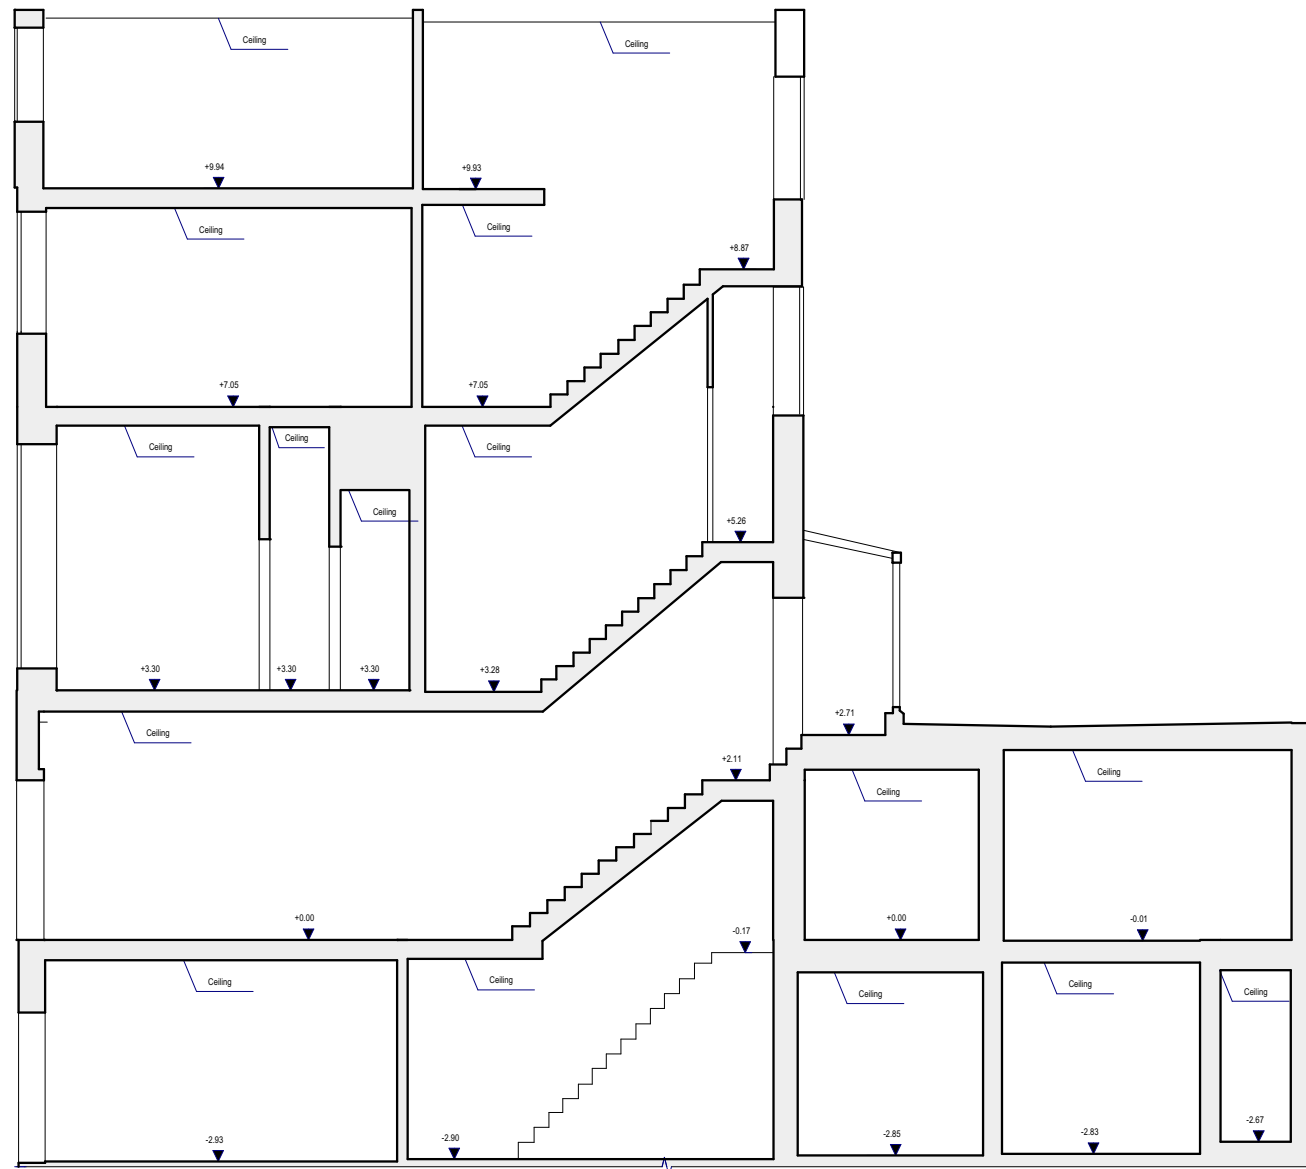 Ceiling
Ceiling
+9.94
+9.93
Ceiling
Ceiling
+8.87
+7.05
+7.05
Ceiling
Ceiling
Ceiling
Ceiling
+5.26
+3.30
+3.30
+3.30
+3.28
+2.71
Ceiling
+2.11
Ceiling
Ceiling
+0.00
+0.00
-0.01
-0.17
Ceiling
Ceiling
Ceiling
Ceiling
Ceiling
-2.93
-2.90
-2.85
-2.83
-2.67